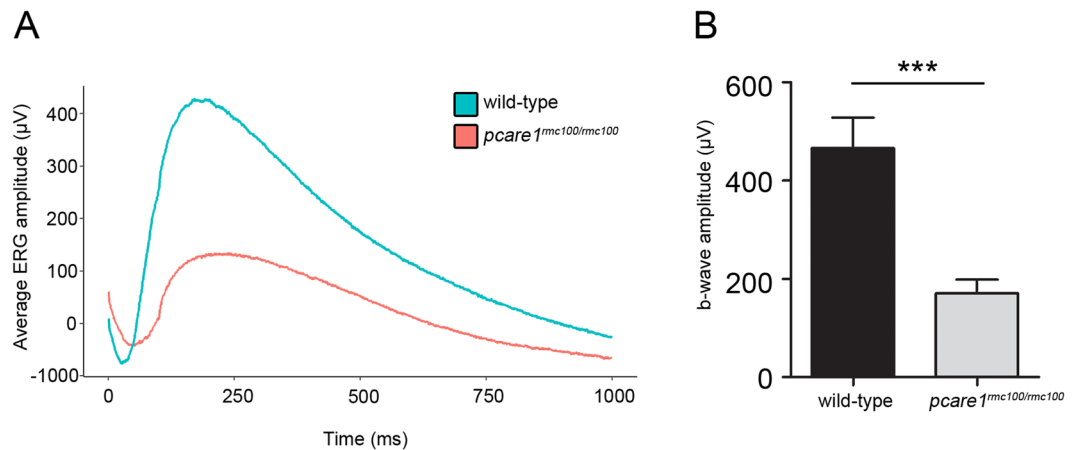 A
Average ERG amplitude (µV)
400
300
200
100
0
-1000
0
250
500
750
1000
Time (ms)
wild-type
pcare1rmc100/rmc100
B
***
b-wave amplitude (µV)
600
400
200
0
wild-type
pcare1rmc100/rmc100